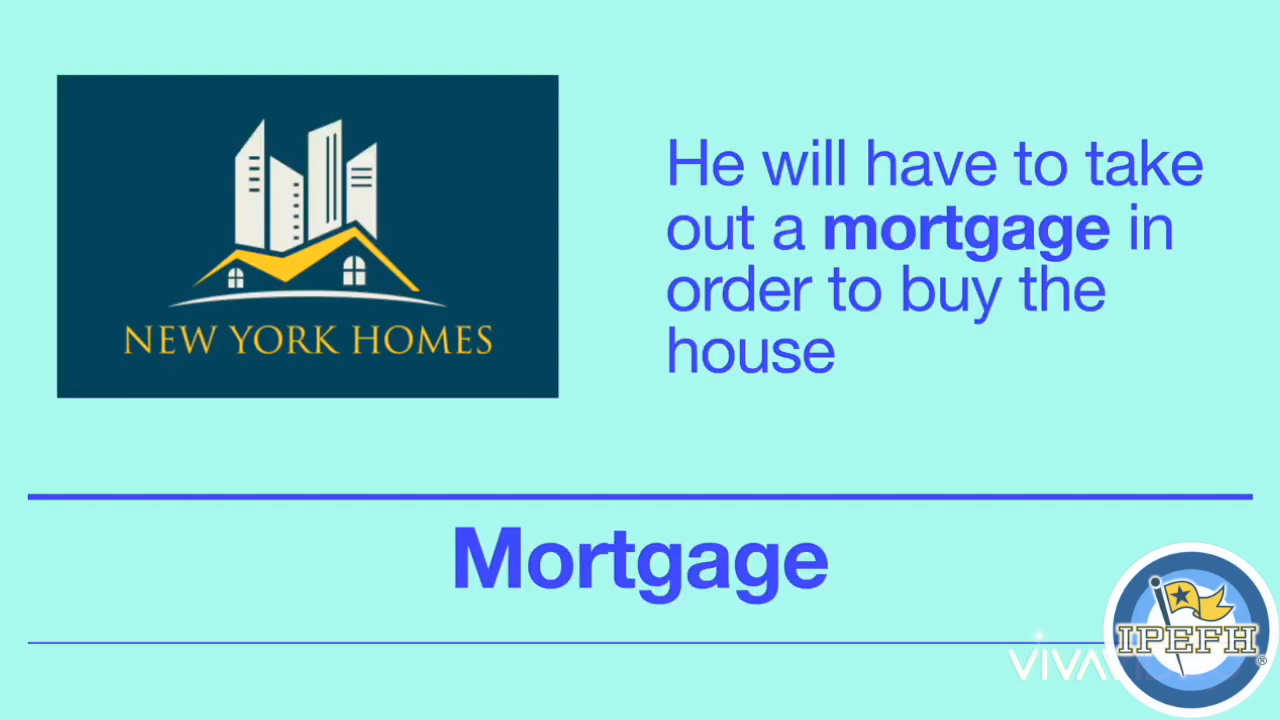 NEW YORK HOMES
He will have to take
out a mortgage in
order to buy the
house
Mortgage
IPEFH
®